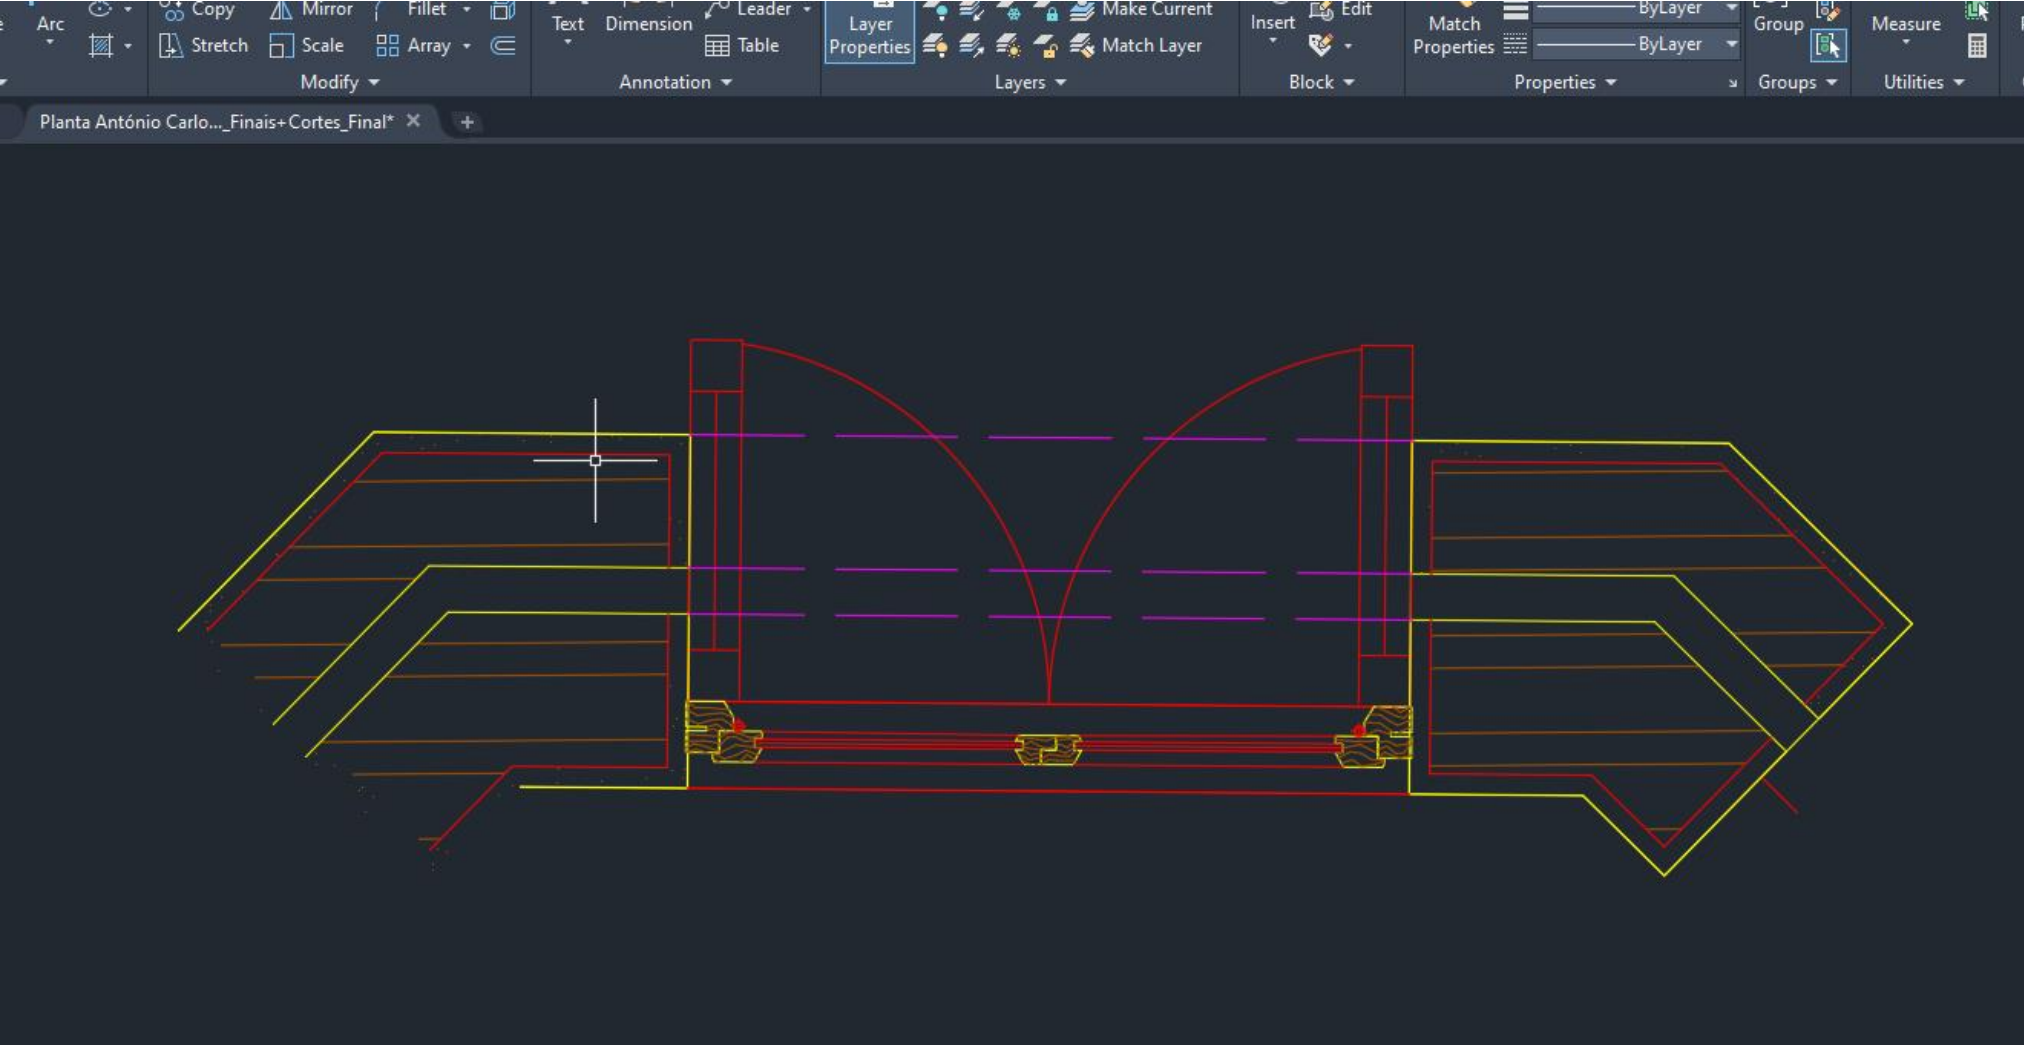 Copy Mirror Fillet Leader Make Current Edit ByLayer
Arc Text Dimension Layer Properties Insert Match Properties Group Measure
Stretch Scale Array Table Match Layer ByLayer
Modify Annotation Layers Block Properties Groups Utilities
Planta António Carlo..._Finais+Cortes_Final*